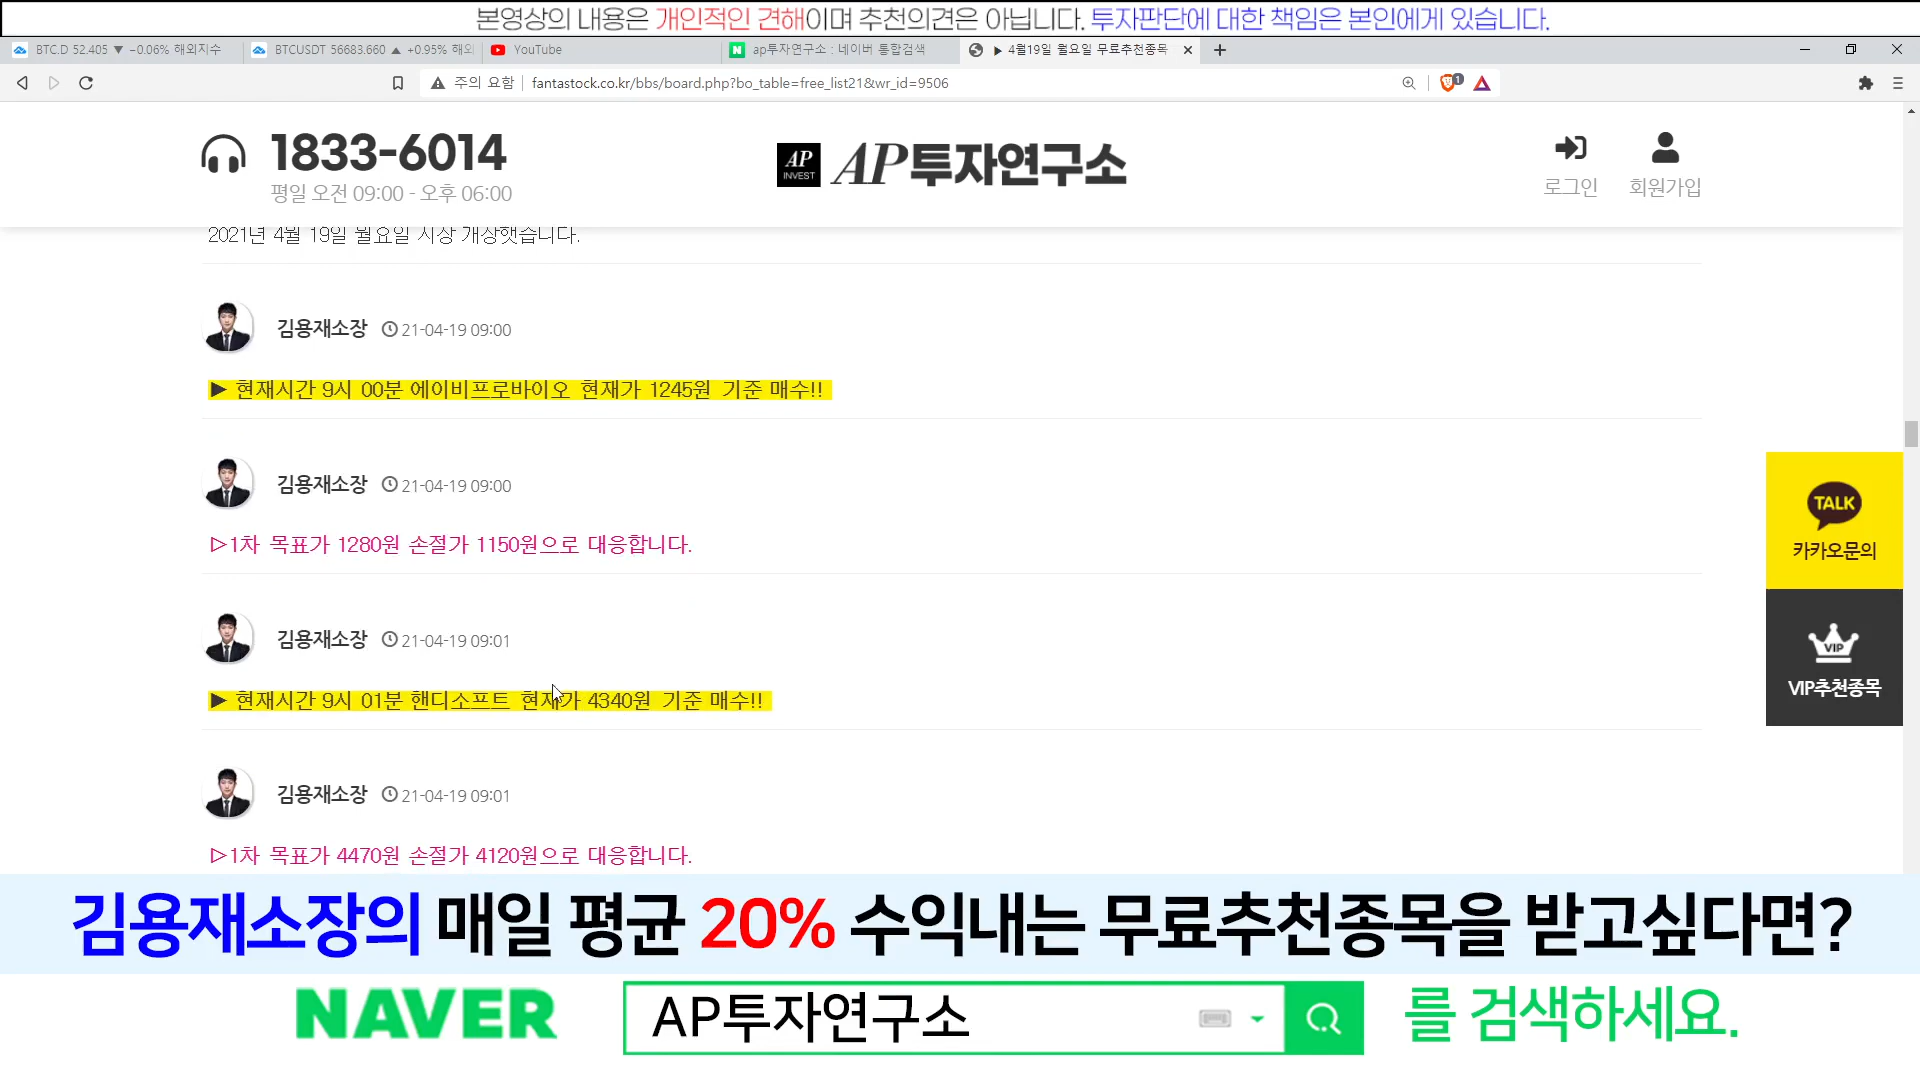 본영상의 내용은 개인적인 견해이며 추천의견은 아닙니다. 투자판단에 대한 책임은 본인에게 있습니다.
BTC.D 52.405 ▼ −0.06% 해외지수
BTCUSDT 56683.660 ▲ +0.95% 해외
YouTube
ap투자연구소 : 네이버 통합검색
▶ 4월19일 월요일 무료추천종목
주의 요함
fantastock.co.kr/bbs/board.php?bo_table=free_list21&wr_id=9506
1833-6014
평일 오전 09:00 - 오후 06:00
AP INVEST
AP투자연구소
로그인
회원가입
2021년 4월 19일 월요일 시장 개장했습니다.
김용재소장 21-04-19 09:00
▶ 현재시간 9시 00분 에이비프로바이오 현재가 1245원 기준 매수!!
김용재소장 21-04-19 09:00
▷1차 목표가 1280원 손절가 1150원으로 대응합니다.
김용재소장 21-04-19 09:01
▶ 현재시간 9시 01분 핸디소프트 현재가 4340원 기준 매수!!
김용재소장 21-04-19 09:01
▷1차 목표가 4470원 손절가 4120원으로 대응합니다.
TALK
카카오문의
VIP
VIP추천종목
김용재소장의 매일 평균 20% 수익내는 무료추천종목을 받고싶다면?
NAVER AP투자연구소 를 검색하세요.